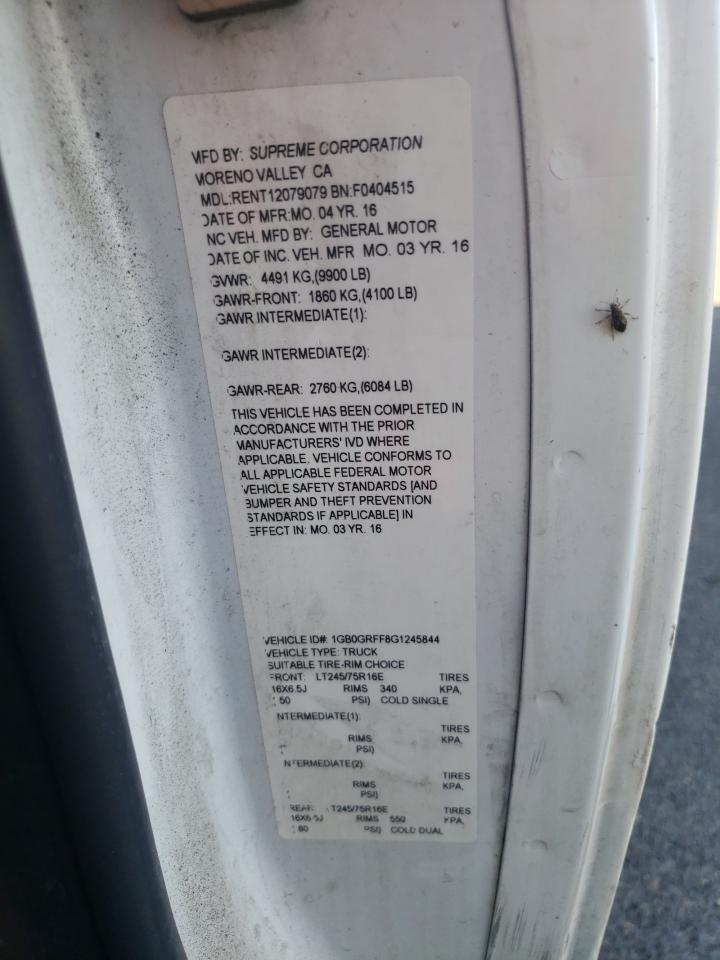 MFD BY: SUPREME CORPORATION
MORENO VALLEY CA
MDL:RENT12079079 BN:F0404515
DATE OF MFR:MO. 04 YR. 16
NC VEH. MFD BY: GENERAL MOTOR
DATE OF INC. VEH. MFR MO. 03 YR. 16
GVWR: 4491 KG,(9900 LB)
GAWR-FRONT: 1860 KG,(4100 LB)
GAWR INTERMEDIATE(1):
GAWR INTERMEDIATE(2):
GAWR-REAR: 2760 KG,(6084 LB)
THIS VEHICLE HAS BEEN COMPLETED IN
ACCORDANCE WITH THE PRIOR
MANUFACTURERS' IVD WHERE
APPLICABLE. VEHICLE CONFORMS TO
ALL APPLICABLE FEDERAL MOTOR
VEHICLE SAFETY STANDARDS [AND
BUMPER AND THEFT PREVENTION
STANDARDS IF APPLICABLE] IN
EFFECT IN: MO. 03 YR. 16
VEHICLE ID#: 1GB0GRFF8G1245844
VEHICLE TYPE: TRUCK
SUITABLE TIRE-RIM CHOICE
FRONT: LT245/75R16E TIRES
16X6.5J RIMS 340 KPA,
50 PSI) COLD SINGLE
NTERMEDIATE(1): TIRES
RIMS KPA,
PSI)
NTERMEDIATE(2): TIRES
RIMS KPA,
PSI)
REAR: LT245/75R16E TIRES
16X6.5J RIMS 550 KPA,
80 PSI) COLD DUAL